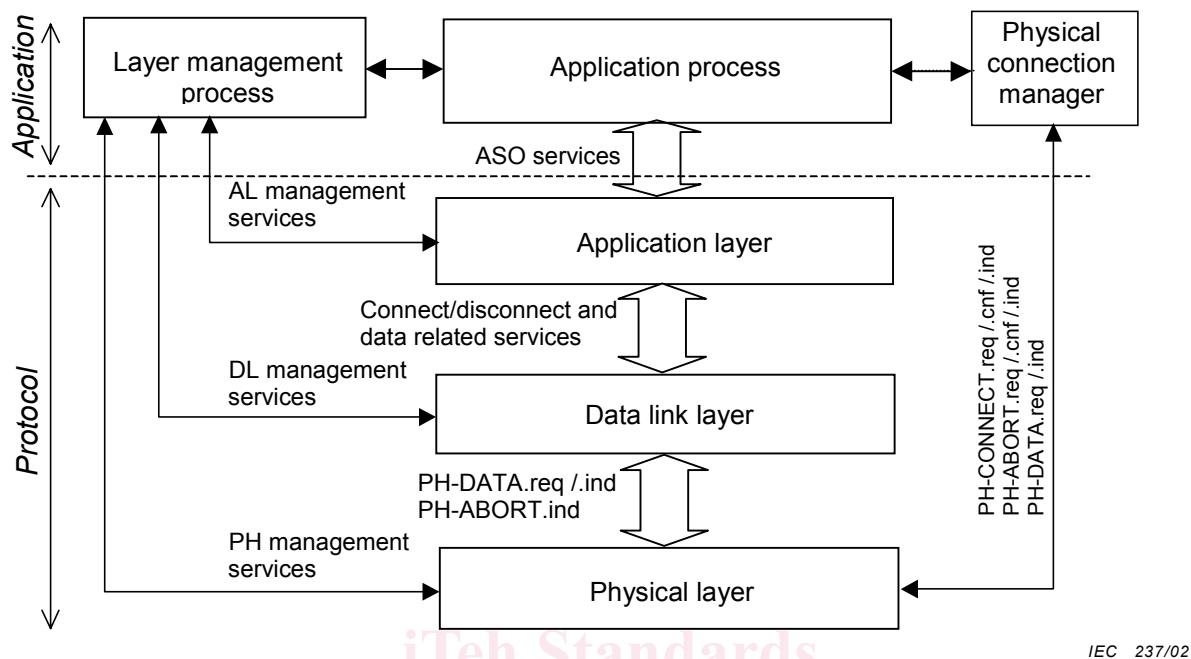 Application
Layer management
process
Application process
Physical
connection
manager
ASO services
AL management
services
Application layer
Protocol
Connect/disconnect and
data related services
DL management
services
Data link layer
PH-CONNECT.req /.cnf /.ind
PH-ABORT.req /.cnf /.ind
PH-DATA.req /.ind
PH-DATA.req /.ind
PH-ABORT.ind
PH management
services
Physical layer
iTeh Standards
IEC 237/02